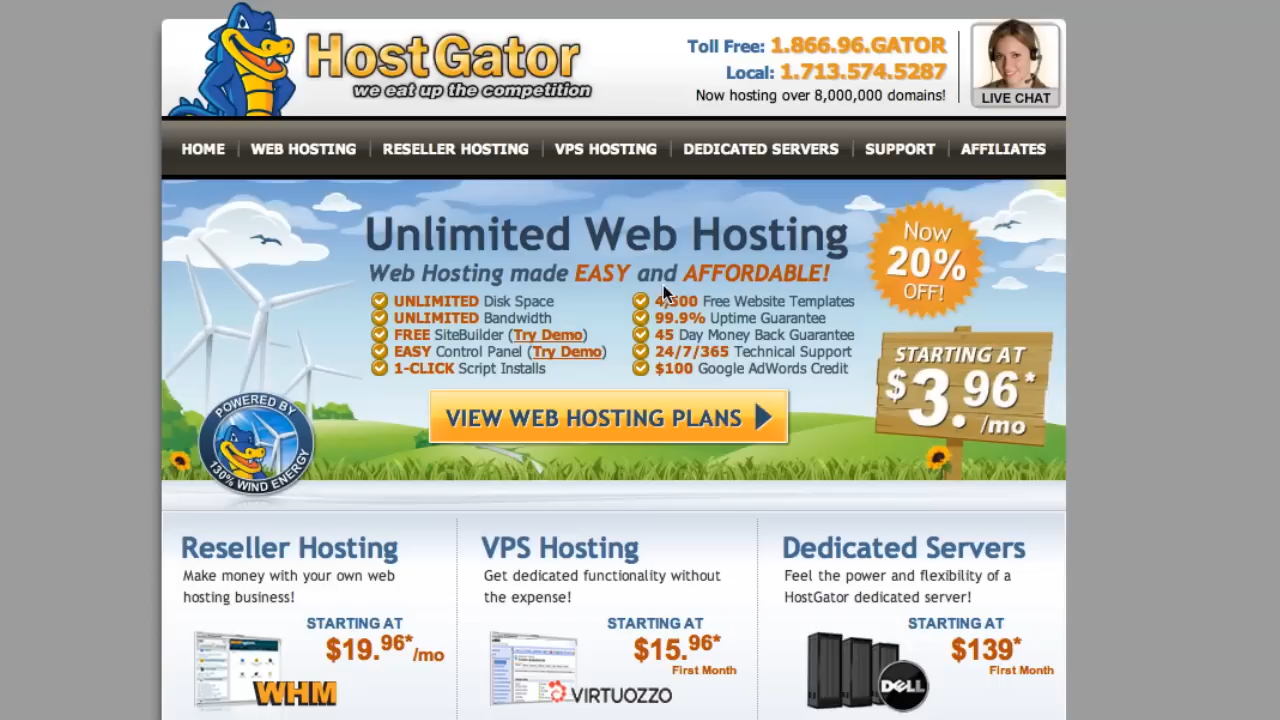 HostGator
we eat up the competition
Toll Free: 1.866.96.GATOR
Local: 1.713.574.5287
Now hosting over 8,000,000 domains!
LIVE CHAT
HOME
WEB HOSTING
RESELLER HOSTING
VPS HOSTING
DEDICATED SERVERS
SUPPORT
AFFILIATES
Unlimited Web Hosting
Web Hosting made EASY and AFFORDABLE!
UNLIMITED Disk Space
UNLIMITED Bandwidth
FREE SiteBuilder (Try Demo)
EASY Control Panel (Try Demo)
1-CLICK Script Installs
4,500 Free Website Templates
99.9% Uptime Guarantee
45 Day Money Back Guarantee
24/7/365 Technical Support
$100 Google AdWords Credit
Now
20%
OFF!
STARTING AT
$3.96*
/mo
VIEW WEB HOSTING PLANS
POWERED BY
130% WIND ENERGY
Reseller Hosting
Make money with your own web
hosting business!
STARTING AT
$19.96*/mo
WHM
VPS Hosting
Get dedicated functionality without
the expense!
STARTING AT
$15.96*
First Month
VIRTUOZZO
Dedicated Servers
Feel the power and flexibility of a
HostGator dedicated server!
STARTING AT
$139*
First Month
DELL